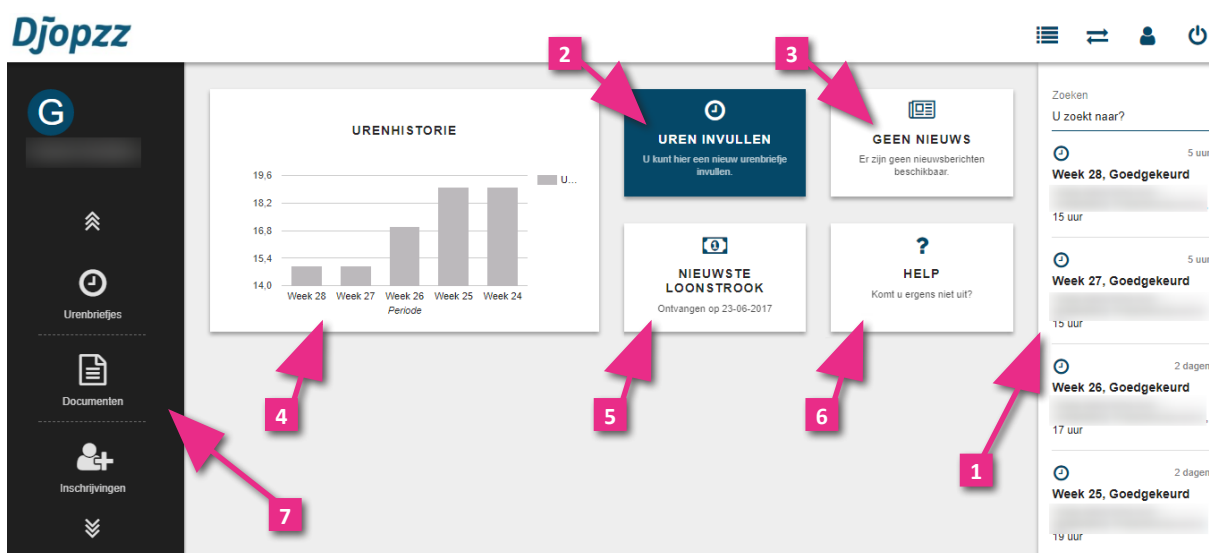 Djopzz
2
3
G
URENHISTORIE
19,6
18,2
16,8
15,4
14,0
U...
Week 28 Week 27 Week 26 Week 25 Week 24
Periode
UREN INVULLEN
U kunt hier een nieuw urenbriefje
invullen.
GEEN NIEUWS
Er zijn geen nieuwsberichten
beschikbaar.
NIEUWSTE
LOONSTROOK
Ontvangen op 23-06-2017
?
HELP
Komt u ergens niet uit?
4
5
6
1
7
Urenbriefjes
Documenten
Inschrijvingen
Zoeken
U zoekt naar?
5 uur
Week 28, Goedgekeurd
15 uur
5 uur
Week 27, Goedgekeurd
15 uur
2 dagen
Week 26, Goedgekeurd
17 uur
2 dagen
Week 25, Goedgekeurd
19 uur